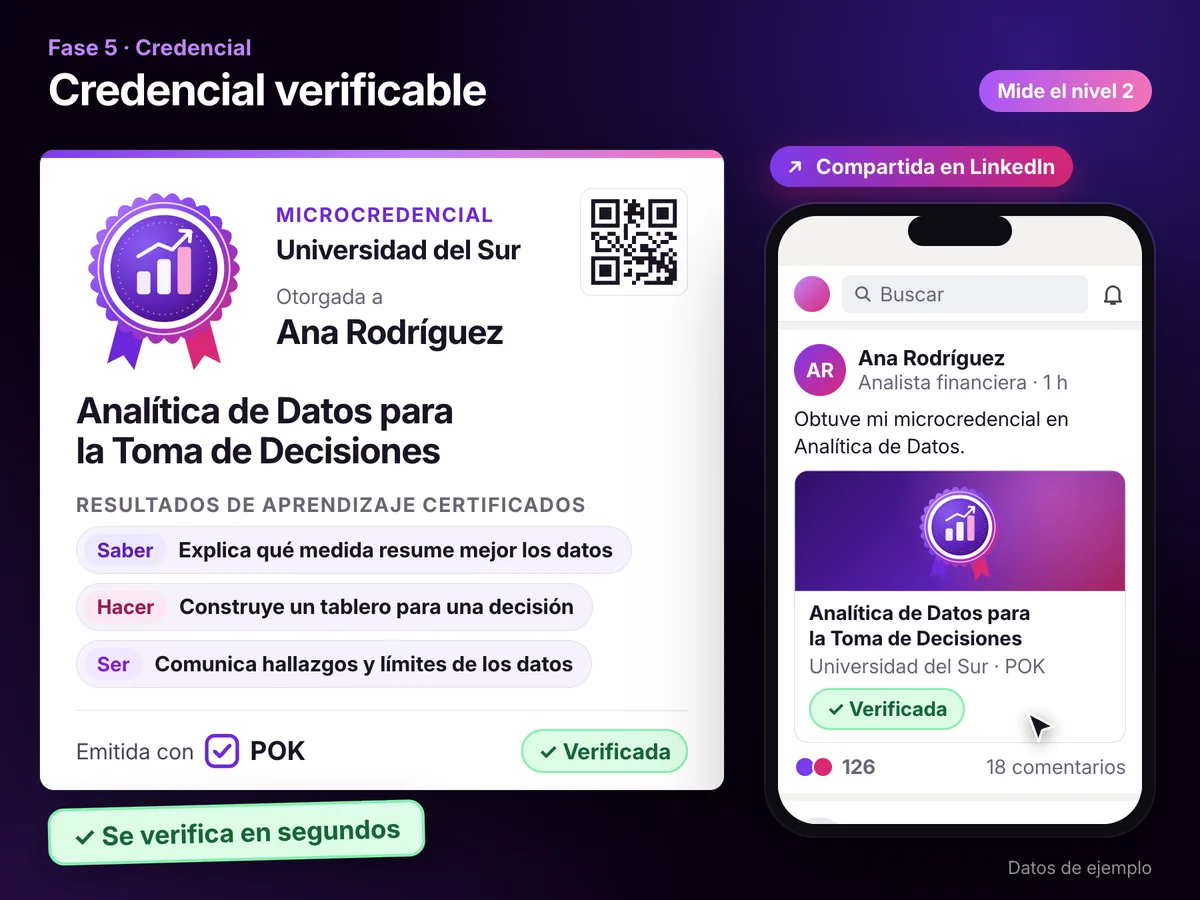 Fase 5 · Credencial
Credencial verificable
Mide el nivel 2
MICROCREDENCIAL
Universidad del Sur
Otorgada a
Ana Rodríguez
Analítica de Datos para
la Toma de Decisiones
RESULTADOS DE APRENDIZAJE CERTIFICADOS
Saber Explica qué medida resume mejor los datos
Hacer Construye un tablero para una decisión
Ser Comunica hallazgos y límites de los datos
Emitida con POK
✓ Verificada
✓ Se verifica en segundos
Compartida en LinkedIn
Buscar
AR
Ana Rodríguez
Analista financiera · 1 h
Obtuve mi microcredencial en
Analítica de Datos.
Analítica de Datos para
la Toma de Decisiones
Universidad del Sur · POK
✓ Verificada
126
18 comentarios
Datos de ejemplo